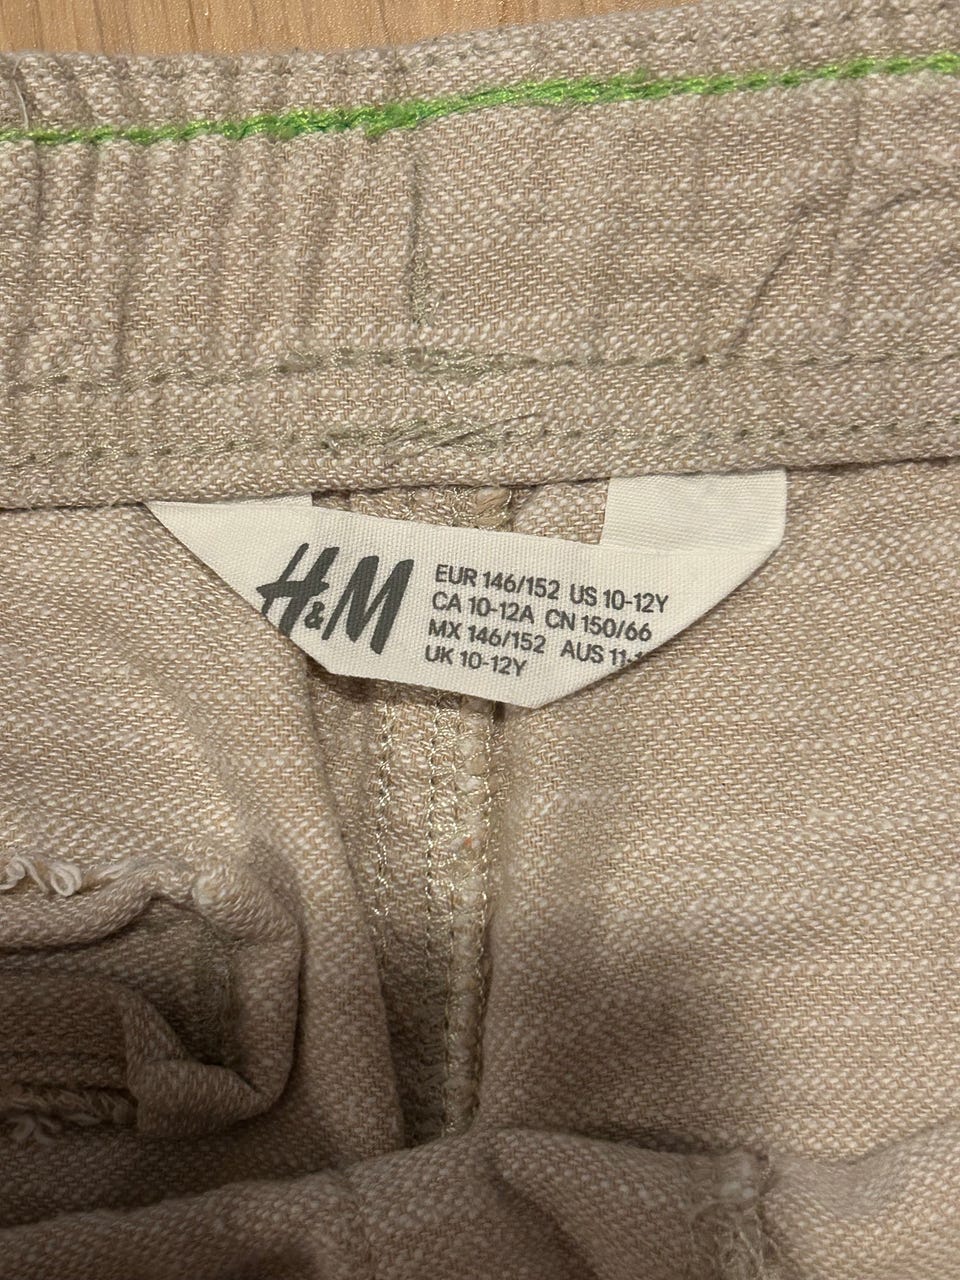 H&M
EUR 146/152 US 10-12Y
CA 10-12A CN 150/66
MX 146/152 AUS 11-
UK 10-12Y